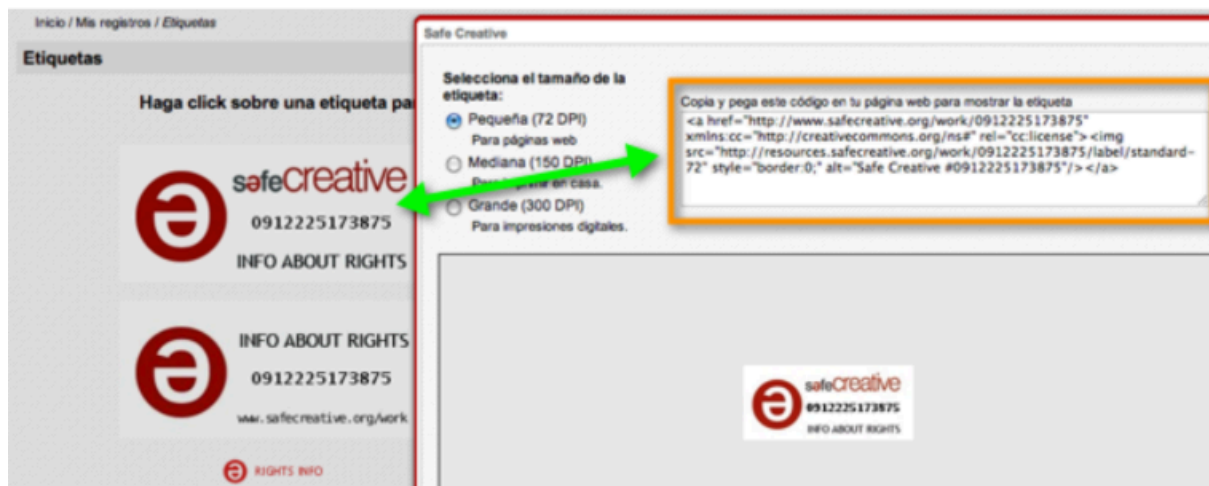 Inicio / Mis registros / Etiquetas
Etiquetas
Haga click sobre una etiqueta pa
safeCreative
0912225173875
INFO ABOUT RIGHTS
INFO ABOUT RIGHTS
0912225173875
www.safecreative.org/work
RIGHTS INFO
Safe Creative
Selecciona el tamaño de la
etiqueta:
Pequeña (72 DPI)
Para páginas web
Mediana (150 DPI)
Para imprimir en casa.
Grande (300 DPI)
Para impresiones digitales.
Copia y pega este código en tu página web para mostrar la etiqueta
<a href="http://www.safecreative.org/work/0912225173875"
xmlns:cc="http://creativecommons.org/ns#" rel="cc:license"><img
src="http://resources.safecreative.org/work/0912225173875/label/standard-
72" style="border:0;" alt="Safe Creative #0912225173875"/></a>
safeCreative
0912225173875
INFO ABOUT RIGHTS